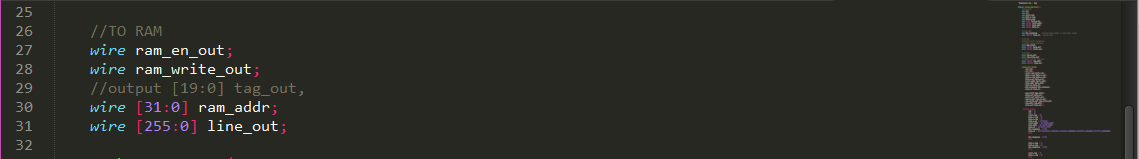 25
26 //TO RAM
27 wire ram_en_out;
28 wire ram_write_out;
29 //output [19:0] tag_out,
30 wire [31:0] ram_addr;
31 wire [255:0] line_out;
32